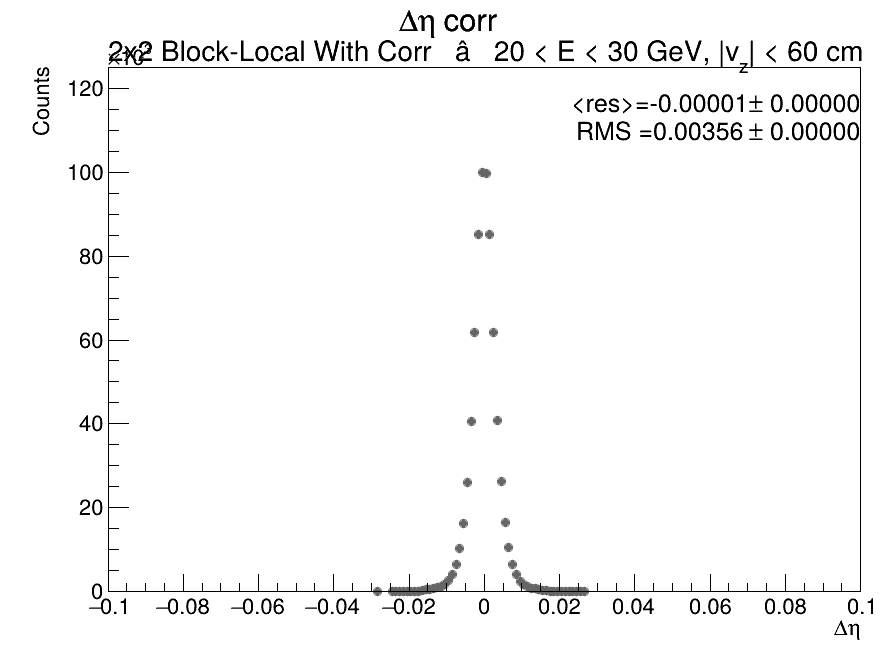 Δη corr
2x2 Block-Local With Corr â 20 < E < 30 GeV, |vz| < 60 cm
Counts
<res>=-0.00001± 0.00000
RMS =0.00356 ± 0.00000
120
100
80
60
40
20
0
−0.1 −0.08 −0.06 −0.04 −0.02 0 0.02 0.04 0.06 0.08 0.1
Δη